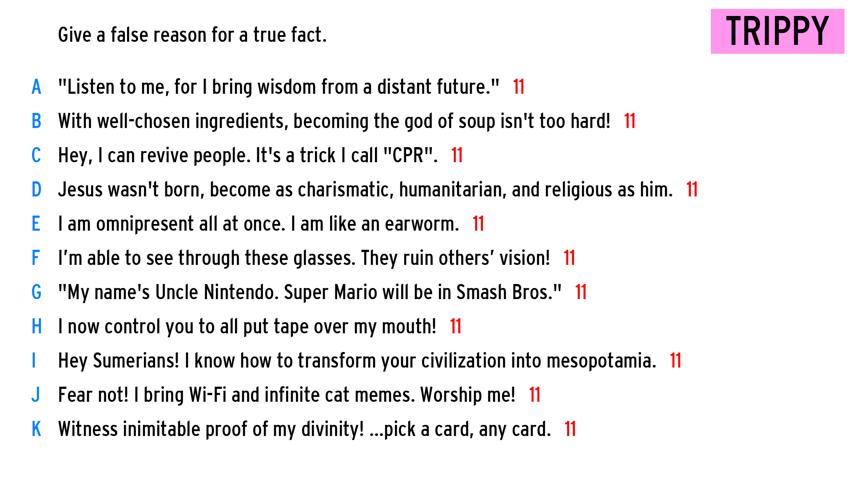 Give a false reason for a true fact.
TRIPPY
A "Listen to me, for I bring wisdom from a distant future." 11
B With well-chosen ingredients, becoming the god of soup isn't too hard! 11
C Hey, I can revive people. It's a trick I call "CPR". 11
D Jesus wasn't born, become as charismatic, humanitarian, and religious as him. 11
E I am omnipresent all at once. I am like an earworm. 11
F I’m able to see through these glasses. They ruin others’ vision! 11
G "My name's Uncle Nintendo. Super Mario will be in Smash Bros." 11
H I now control you to all put tape over my mouth! 11
I Hey Sumerians! I know how to transform your civilization into mesopotamia. 11
J Fear not! I bring Wi-Fi and infinite cat memes. Worship me! 11
K Witness inimitable proof of my divinity! ...pick a card, any card. 11